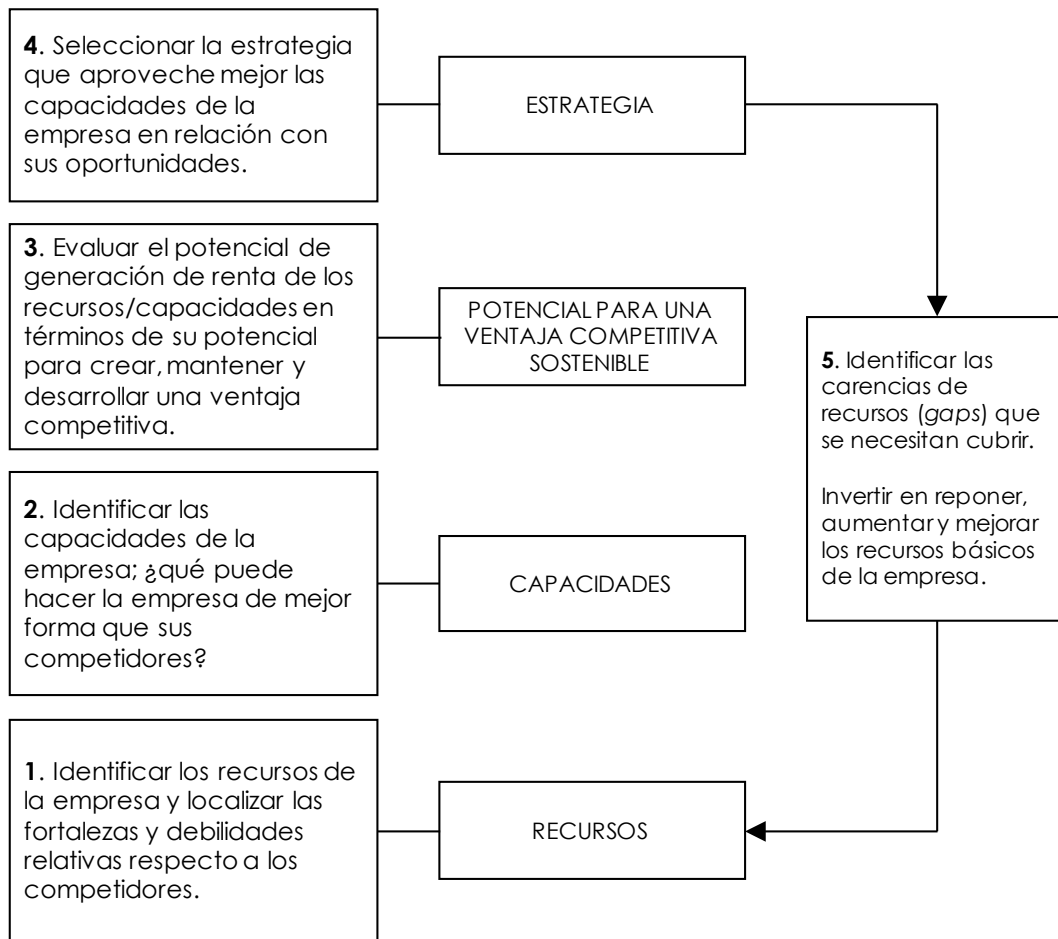 4. Seleccionar la estrategia
que aproveche mejor las
capacidades de la
empresa en relación con
sus oportunidades.
ESTRATEGIA
3. Evaluar el potencial de
generación de renta de los
recursos/capacidades en
términos de su potencial
para crear, mantener y
desarrollar una ventaja
competitiva.
POTENCIAL PARA UNA
VENTAJA COMPETITIVA
SOSTENIBLE
2. Identificar las
capacidades de la
empresa; ¿qué puede
hacer la empresa de mejor
forma que sus
competidores?
CAPACIDADES
1. Identificar los recursos de
la empresa y localizar las
fortalezas y debilidades
relativas respecto a los
competidores.
RECURSOS
5. Identificar las
carencias de
recursos (gaps) que
se necesitan cubrir.
Invertir en reponer,
aumentar y mejorar
los recursos básicos
de la empresa.